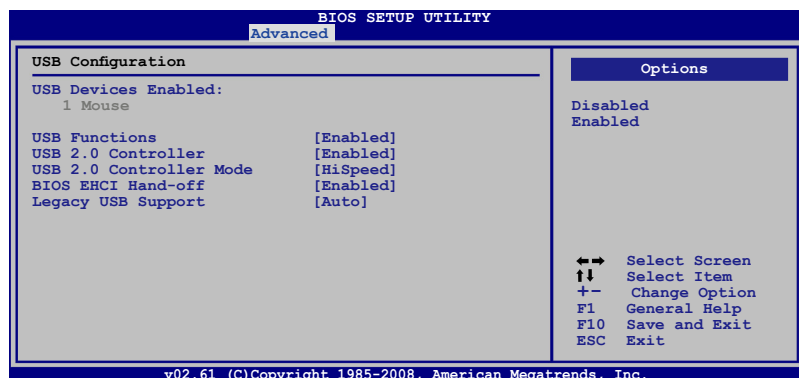 BIOS SETUP UTILITY
Advanced
USB Configuration
USB Devices Enabled:
1 Mouse
USB Functions [Enabled]
USB 2.0 Controller [Enabled]
USB 2.0 Controller Mode [HiSpeed]
BIOS EHCI Hand-off [Enabled]
Legacy USB Support [Auto]
Options
Disabled
Enabled
←→ Select Screen
↑↓ Select Item
+- Change Option
F1 General Help
F10 Save and Exit
ESC Exit
v02.61 (C)Copyright 1985-2008, American Megatrends, Inc.